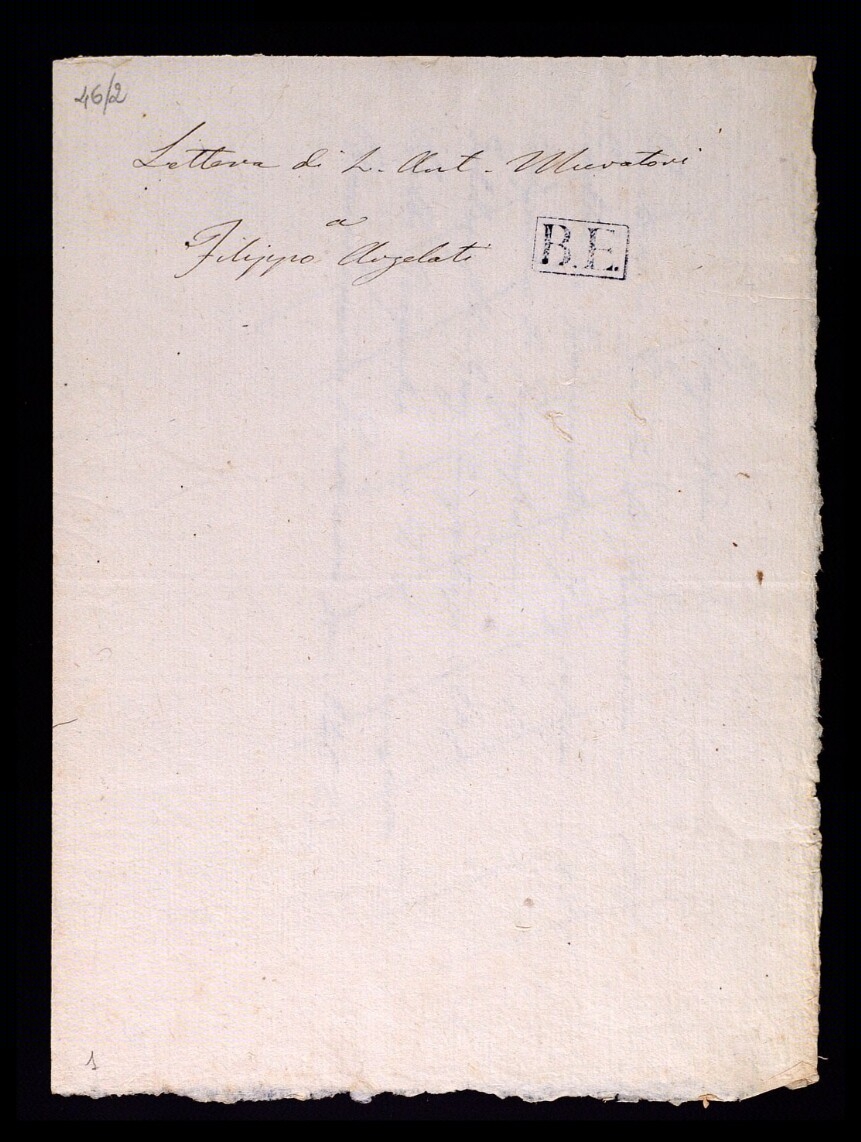 46/2
Lettera di L. Ant. Muratori
a
Filippo Argelati
B.E.
1